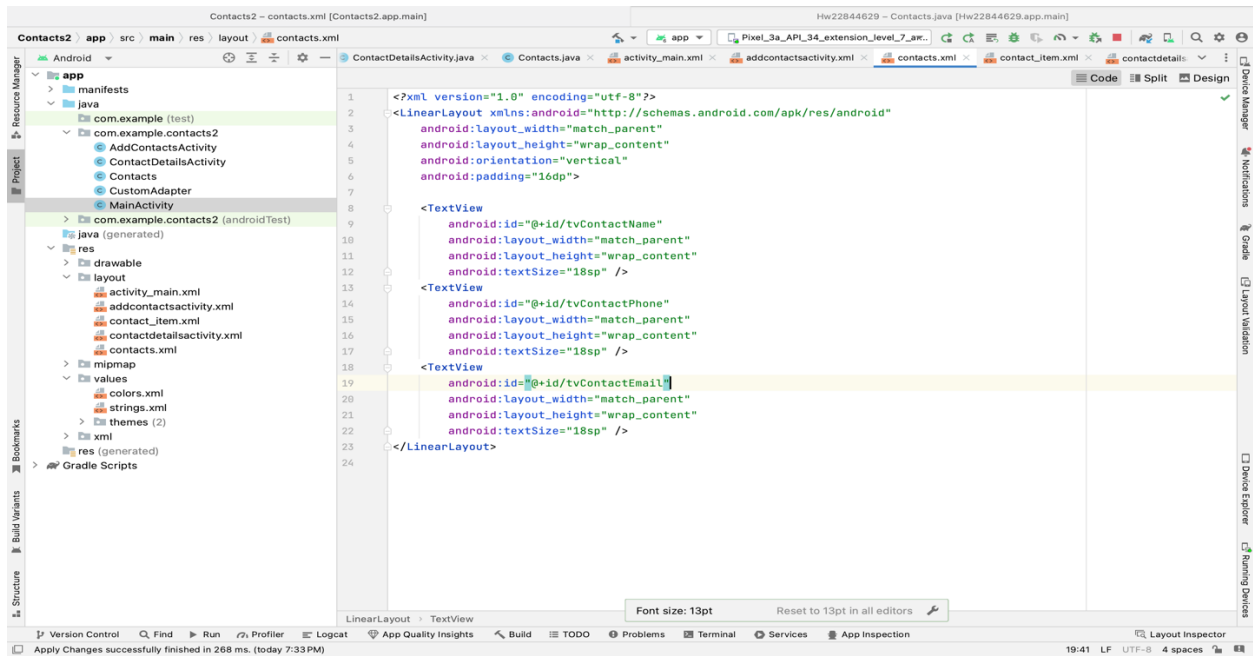 Contacts2 – contacts.xml [Contacts2.app.main]
Hw22844629 – Contacts.java [Hw22844629.app.main]
Contacts2 app src main res layout contacts.xml
app
Pixel_3a_API_34_extension_level_7_
Android
ContactDetailsActivity.java
Contacts.java
activity_main.xml
addcontactsactivity.xml
contacts.xml
contact_item.xml
contactdetails
Code Split Design
Resource Manager
Project
Bookmarks
Build Variants
Structure
app
manifests
java
com.example (test)
com.example.contacts2
AddContactsActivity
ContactDetailsActivity
Contacts
CustomAdapter
MainActivity
com.example.contacts2 (androidTest)
java (generated)
res
drawable
layout
activity_main.xml
addcontactsactivity.xml
contact_item.xml
contactdetailsactivity.xml
contacts.xml
mipmap
values
colors.xml
strings.xml
themes (2)
xml
res (generated)
Gradle Scripts
1 <?xml version="1.0" encoding="utf-8"?>
2 <LinearLayout xmlns:android="http://schemas.android.com/apk/res/android"
3 android:layout_width="match_parent"
4 android:layout_height="wrap_content"
5 android:orientation="vertical"
6 android:padding="16dp">
7
8 <TextView
9 android:id="@+id/tvContactName"
10 android:layout_width="match_parent"
11 android:layout_height="wrap_content"
12 android:textSize="18sp" />
13 <TextView
14 android:id="@+id/tvContactPhone"
15 android:layout_width="match_parent"
16 android:layout_height="wrap_content"
17 android:textSize="18sp" />
18 <TextView
19 android:id="@+id/tvContactEmail"
20 android:layout_width="match_parent"
21 android:layout_height="wrap_content"
22 android:textSize="18sp" />
23 </LinearLayout>
24
Device Manager
Notifications
Gradle
Layout Validation
Device Explorer
Running Devices
Font size: 13pt Reset to 13pt in all editors
LinearLayout TextView
Version Control Find Run Profiler Logcat App Quality Insights Build TODO Problems Terminal Services App Inspection Layout Inspector
Apply Changes successfully finished in 268 ms. (today 7:33 PM) 19:41 LF UTF-8 4 spaces